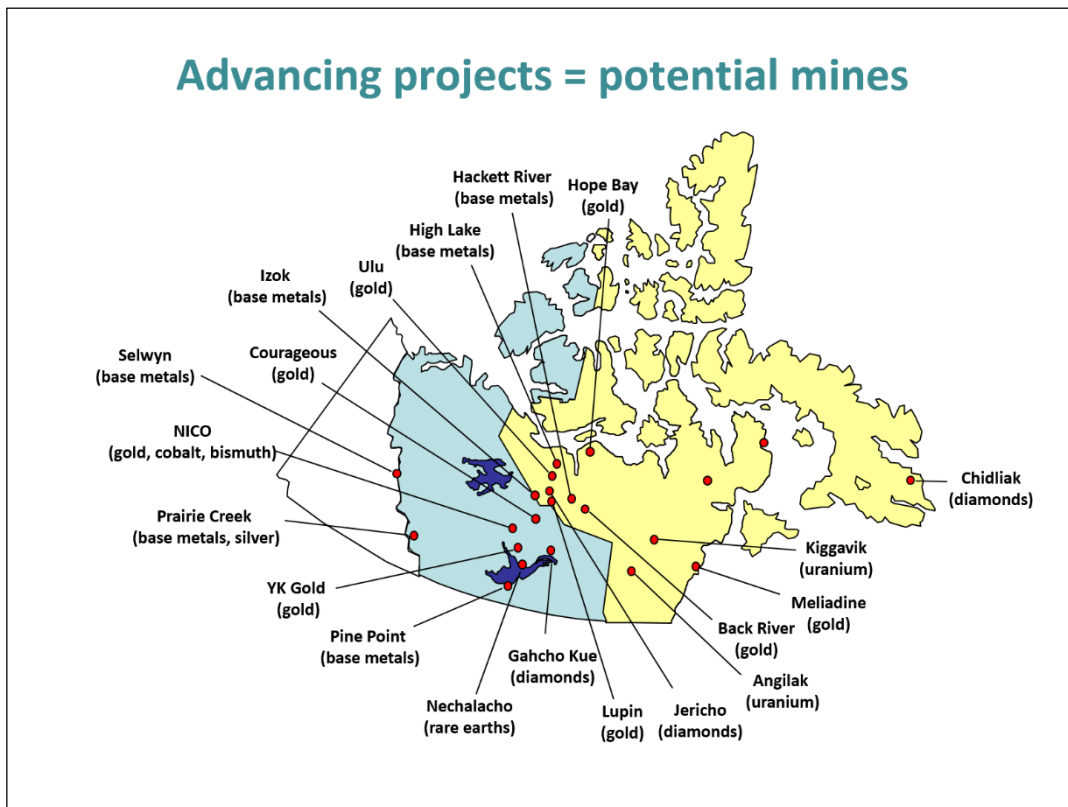 Advancing projects = potential mines
Hackett River
(base metals)
Hope Bay
(gold)
High Lake
(base metals)
Ulu
(gold)
Izok
(base metals)
Courageous
(gold)
Selwyn
(base metals)
NICO
(gold, cobalt, bismuth)
Prairie Creek
(base metals, silver)
YK Gold
(gold)
Pine Point
(base metals)
Nechalacho
(rare earths)
Gahcho Kue
(diamonds)
Lupin
(gold)
Jericho
(diamonds)
Angilak
(uranium)
Back River
(gold)
Meliadine
(gold)
Kiggavik
(uranium)
Chidliak
(diamonds)